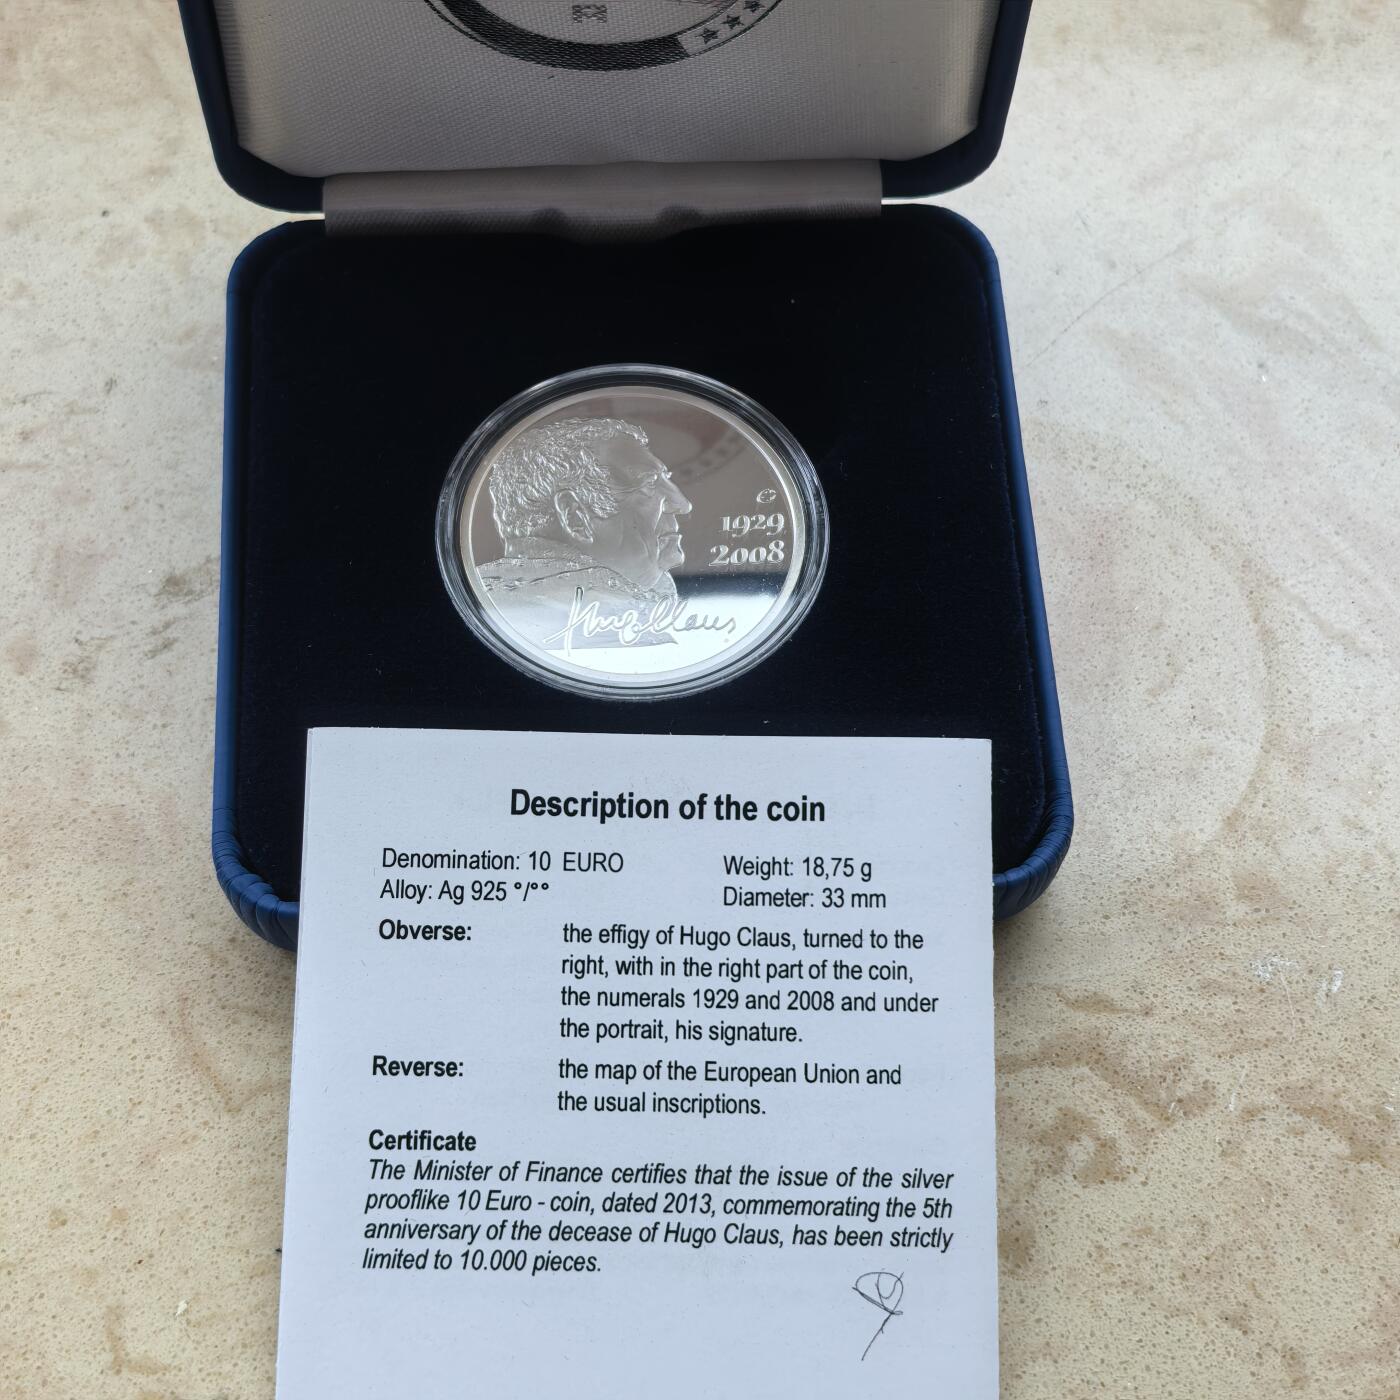 1929
2008
Hugo Claus
Description of the coin
Denomination: 10 EURO
Weight: 18,75 g
Alloy: Ag 925 °/°°
Diameter: 33 mm
Obverse: the effigy of Hugo Claus, turned to the
right, with in the right part of the coin,
the numerals 1929 and 2008 and under
the portrait, his signature.
Reverse: the map of the European Union and
the usual inscriptions.
Certificate
The Minister of Finance certifies that the issue of the silver
prooflike 10 Euro - coin, dated 2013, commemorating the 5th
anniversary of the decease of Hugo Claus, has been strictly
limited to 10.000 pieces.